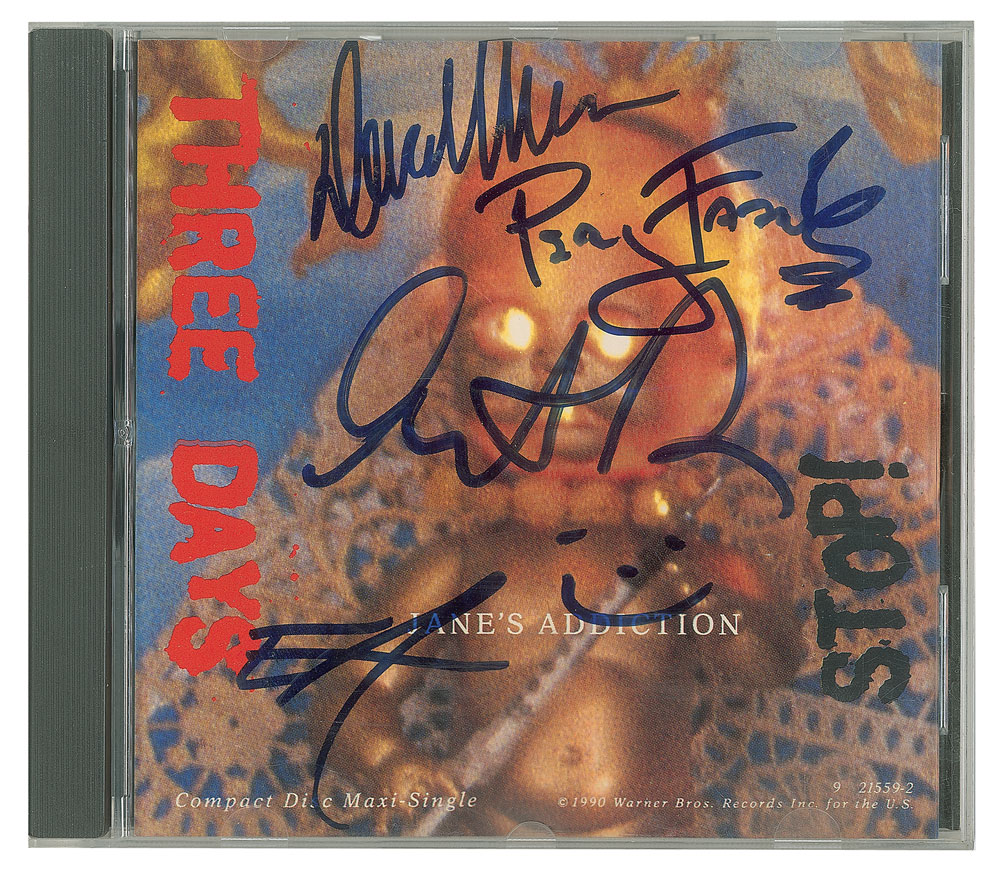 THREE DAYS
Perry Farrell
STOP!
JANE'S ADDICTION
Compact Disc Maxi-Single
9 21559-2
©1990 Warner Bros. Records Inc. for the U.S.